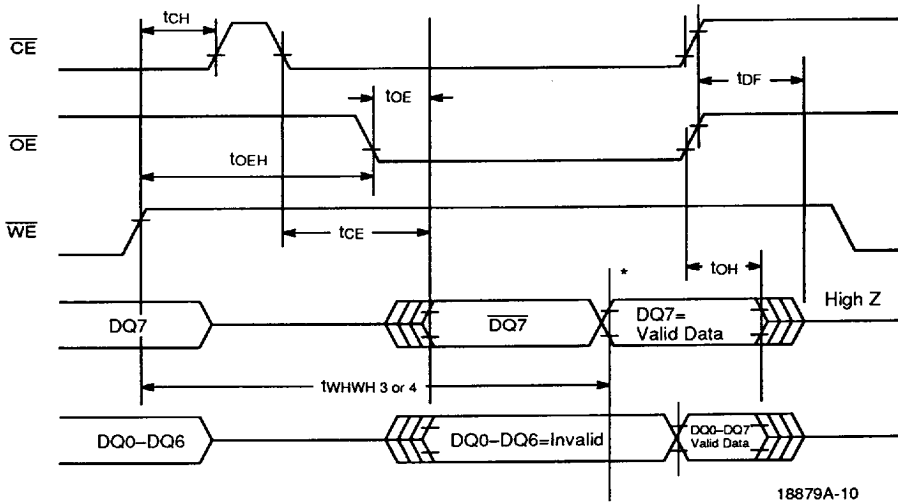 tCH
CE
tDF
tOE
OE
tOEH
WE
tCE
tOH
*
High Z
DQ7
DQ7
DQ7=
Valid Data
tWHWH 3 or 4
DQ0–DQ6
DQ0–DQ6=Invalid
DQ0–DQ7
Valid Data
18879A-10